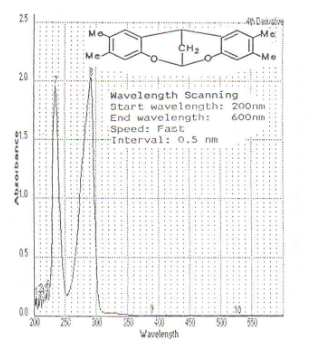 2.5
4th Derivative
Me
Me
CH2
Me
Me
O
O
2.0
Wavelength Scanning
Start wavelength: 200nm
End wavelength: 600nm
Speed: Fast
Interval: 0.5 nm
1.5
Absorbance
1.0
0.5
0.0
9
10
200 250 300 350 400 450 500 550
Wavelength